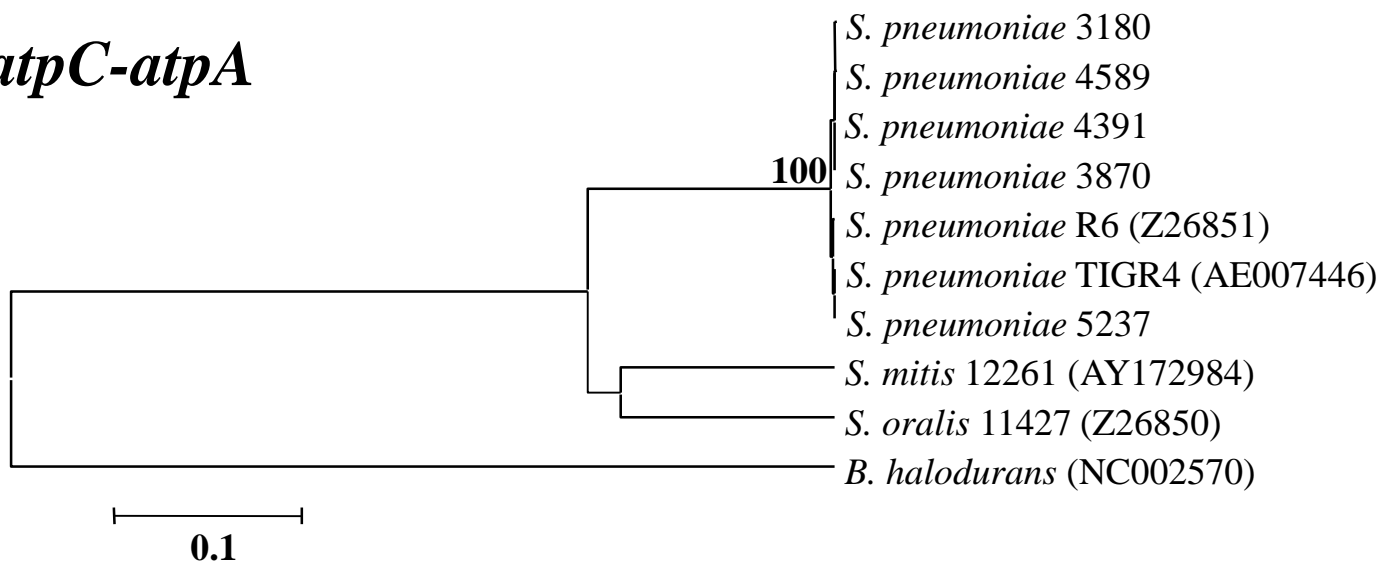 atpC-atpA
S. pneumoniae 3180
S. pneumoniae 4589
S. pneumoniae 4391
100
S. pneumoniae 3870
S. pneumoniae R6 (Z26851)
S. pneumoniae TIGR4 (AE007446)
S. pneumoniae 5237
S. mitis 12261 (AY172984)
S. oralis 11427 (Z26850)
B. halodurans (NC002570)
0.1